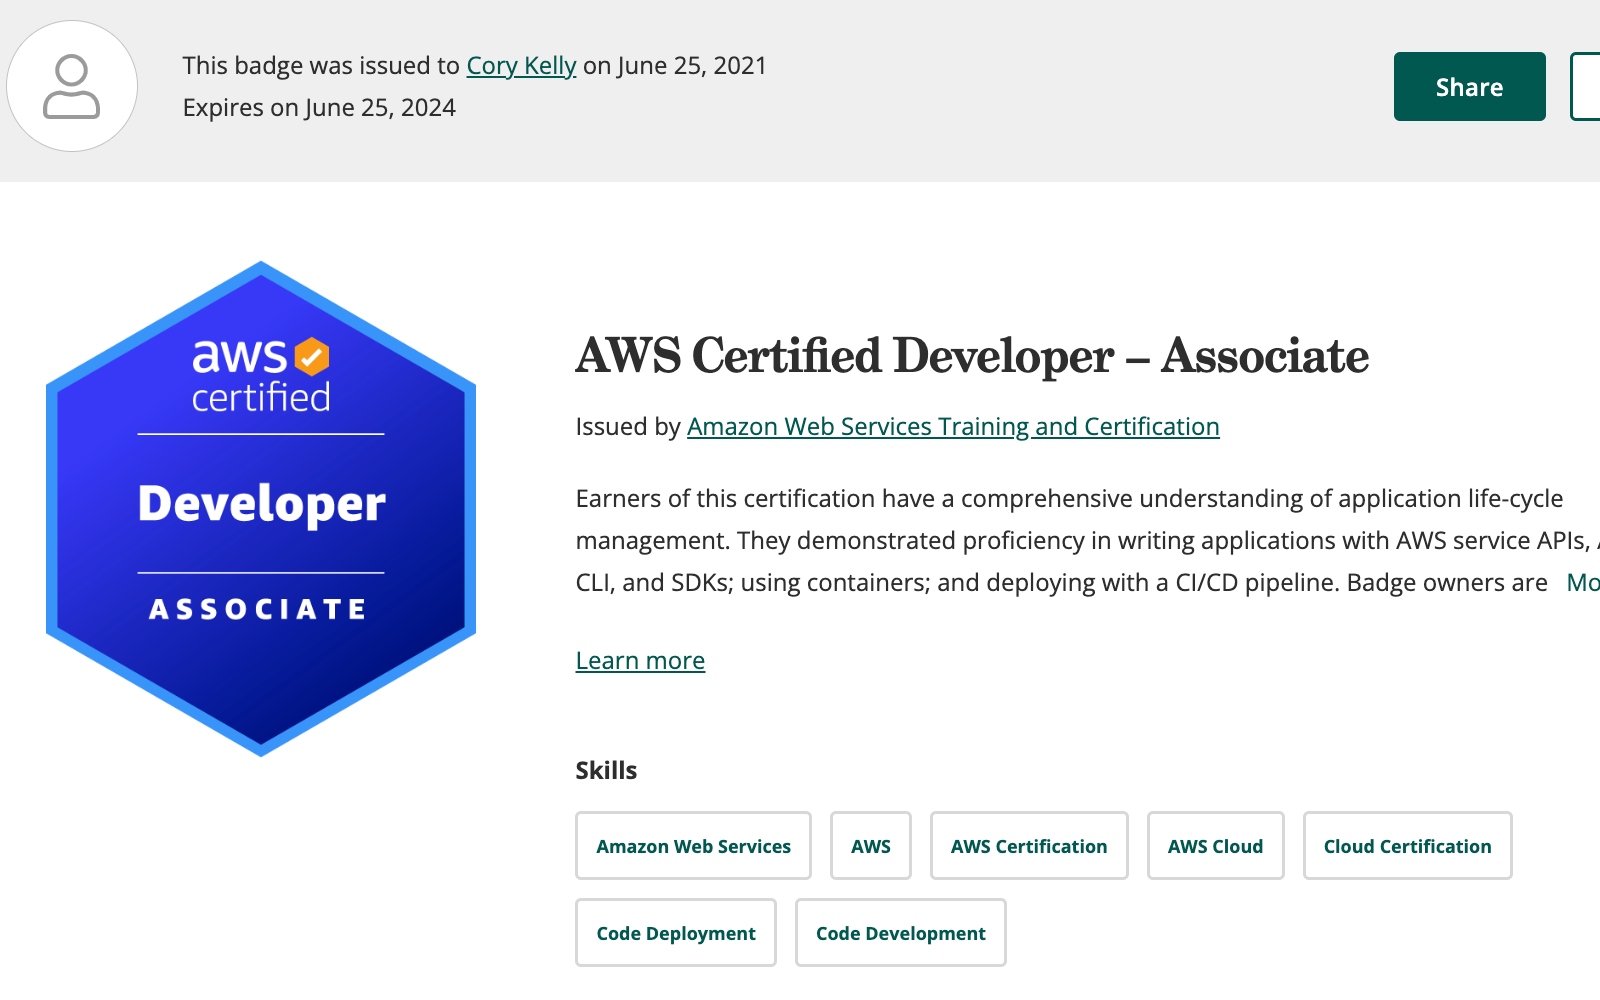 This badge was issued to Cory Kelly on June 25, 2021
Expires on June 25, 2024
Share
aws
certified
Developer
ASSOCIATE
AWS Certified Developer – Associate
Issued by Amazon Web Services Training and Certification
Earners of this certification have a comprehensive understanding of application life-cycle
management. They demonstrated proficiency in writing applications with AWS service APIs,
CLI, and SDKs; using containers; and deploying with a CI/CD pipeline. Badge owners are
Learn more
Skills
Amazon Web Services
AWS
AWS Certification
AWS Cloud
Cloud Certification
Code Deployment
Code Development